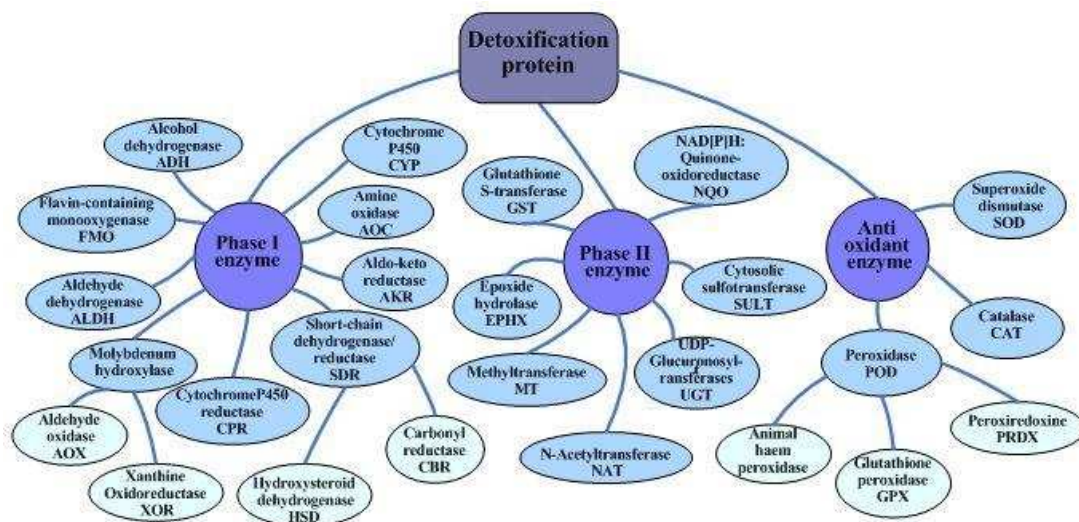 Detoxification
protein
Alcohol
dehydrogenase
ADH
Cytochrome
P450
CYP
Flavin-containing
monooxygenase
FMO
Amine
oxidase
AOC
Phase I
enzyme
Aldehyde
dehydrogenase
ALDH
Aldo-keto
reductase
AKR
Molybdenum
hydroxylase
Short-chain
dehydrogenase/
reductase
SDR
CytochromeP450
reductase
CPR
Aldehyde
oxidase
AOX
Xanthine
Oxidoreductase
XOR
Hydroxysteroid
dehydrogenase
HSD
Carbonyl
reductase
CBR
Glutathione
S-transferase
GST
NAD[P]H:
Quinone-
oxidoreductase
NQO
Phase II
enzyme
Epoxide
hydrolase
EPHX
Cytosolic
sulfotransferase
SULT
Methyltransferase
MT
UDP-
Glucuronosyl-
transferases
UGT
N-Acetyltransferase
NAT
Anti
oxidant
enzyme
Superoxide
dismutase
SOD
Catalase
CAT
Peroxidase
POD
Animal
haem
peroxidase
Glutathione
peroxidase
GPX
Peroxiredoxine
PRDX